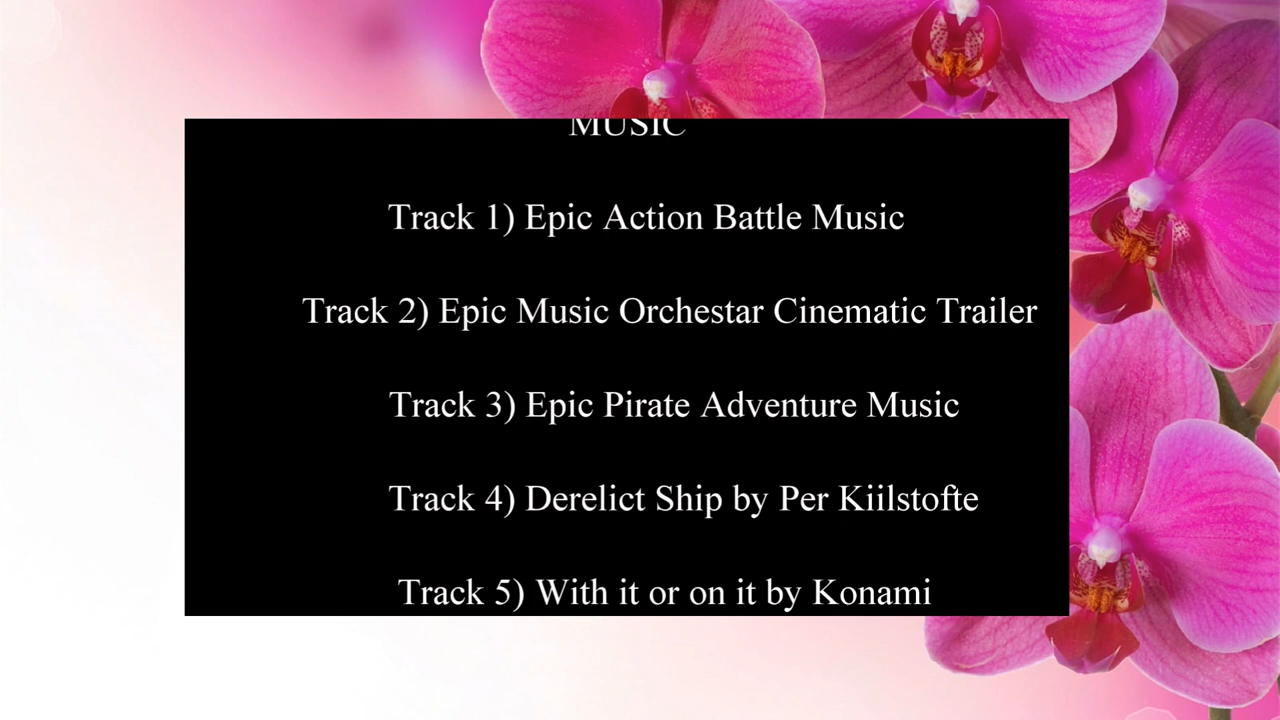 MUSIC
Track 1) Epic Action Battle Music
Track 2) Epic Music Orchestar Cinematic Trailer
Track 3) Epic Pirate Adventure Music
Track 4) Derelict Ship by Per Kiilstofte
Track 5) With it or on it by Konami